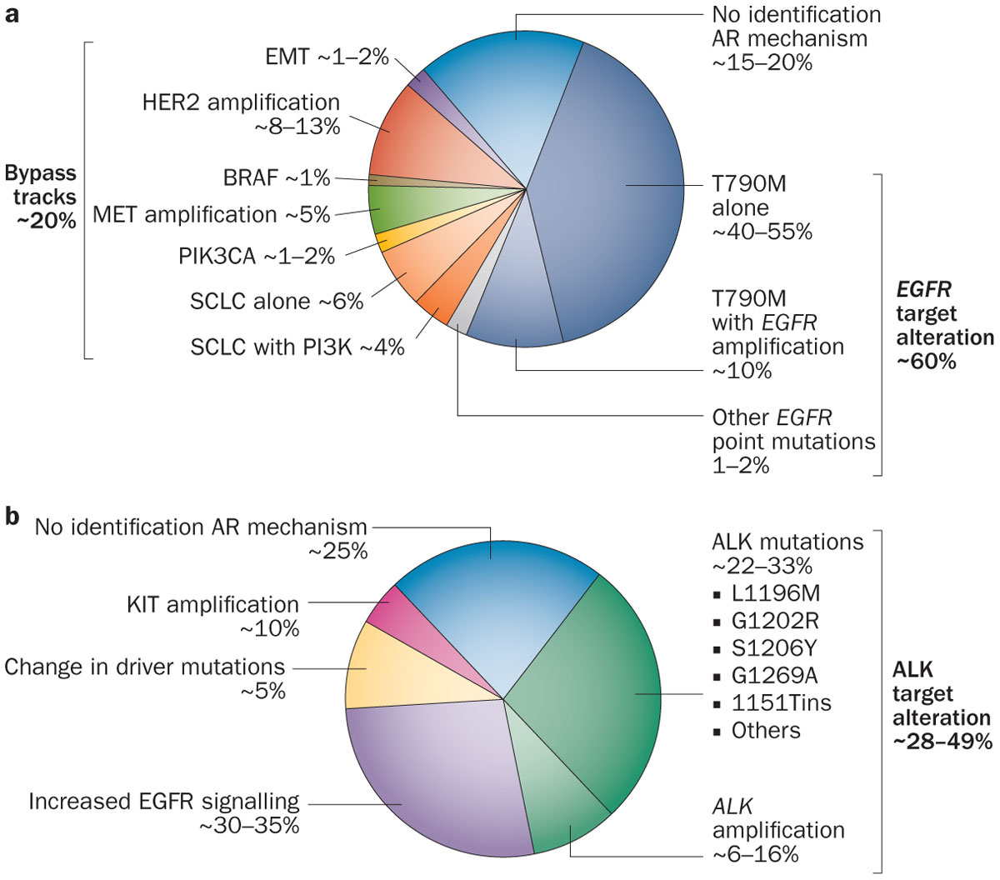 a
No identification
AR mechanism
~15–20%
EMT ~1–2%
HER2 amplification
~8–13%
BRAF ~1%
MET amplification ~5%
PIK3CA ~1–2%
SCLC alone ~6%
SCLC with PI3K ~4%
Bypass
tracks
~20%
T790M
alone
~40–55%
T790M
with EGFR
amplification
~10%
Other EGFR
point mutations
1–2%
EGFR
target
alteration
~60%
b
No identification AR mechanism
~25%
KIT amplification
~10%
Change in driver mutations
~5%
Increased EGFR signalling
~30–35%
ALK mutations
~22–33%
▪ L1196M
▪ G1202R
▪ S1206Y
▪ G1269A
▪ 1151Tins
▪ Others
ALK
amplification
~6–16%
ALK
target
alteration
~28–49%